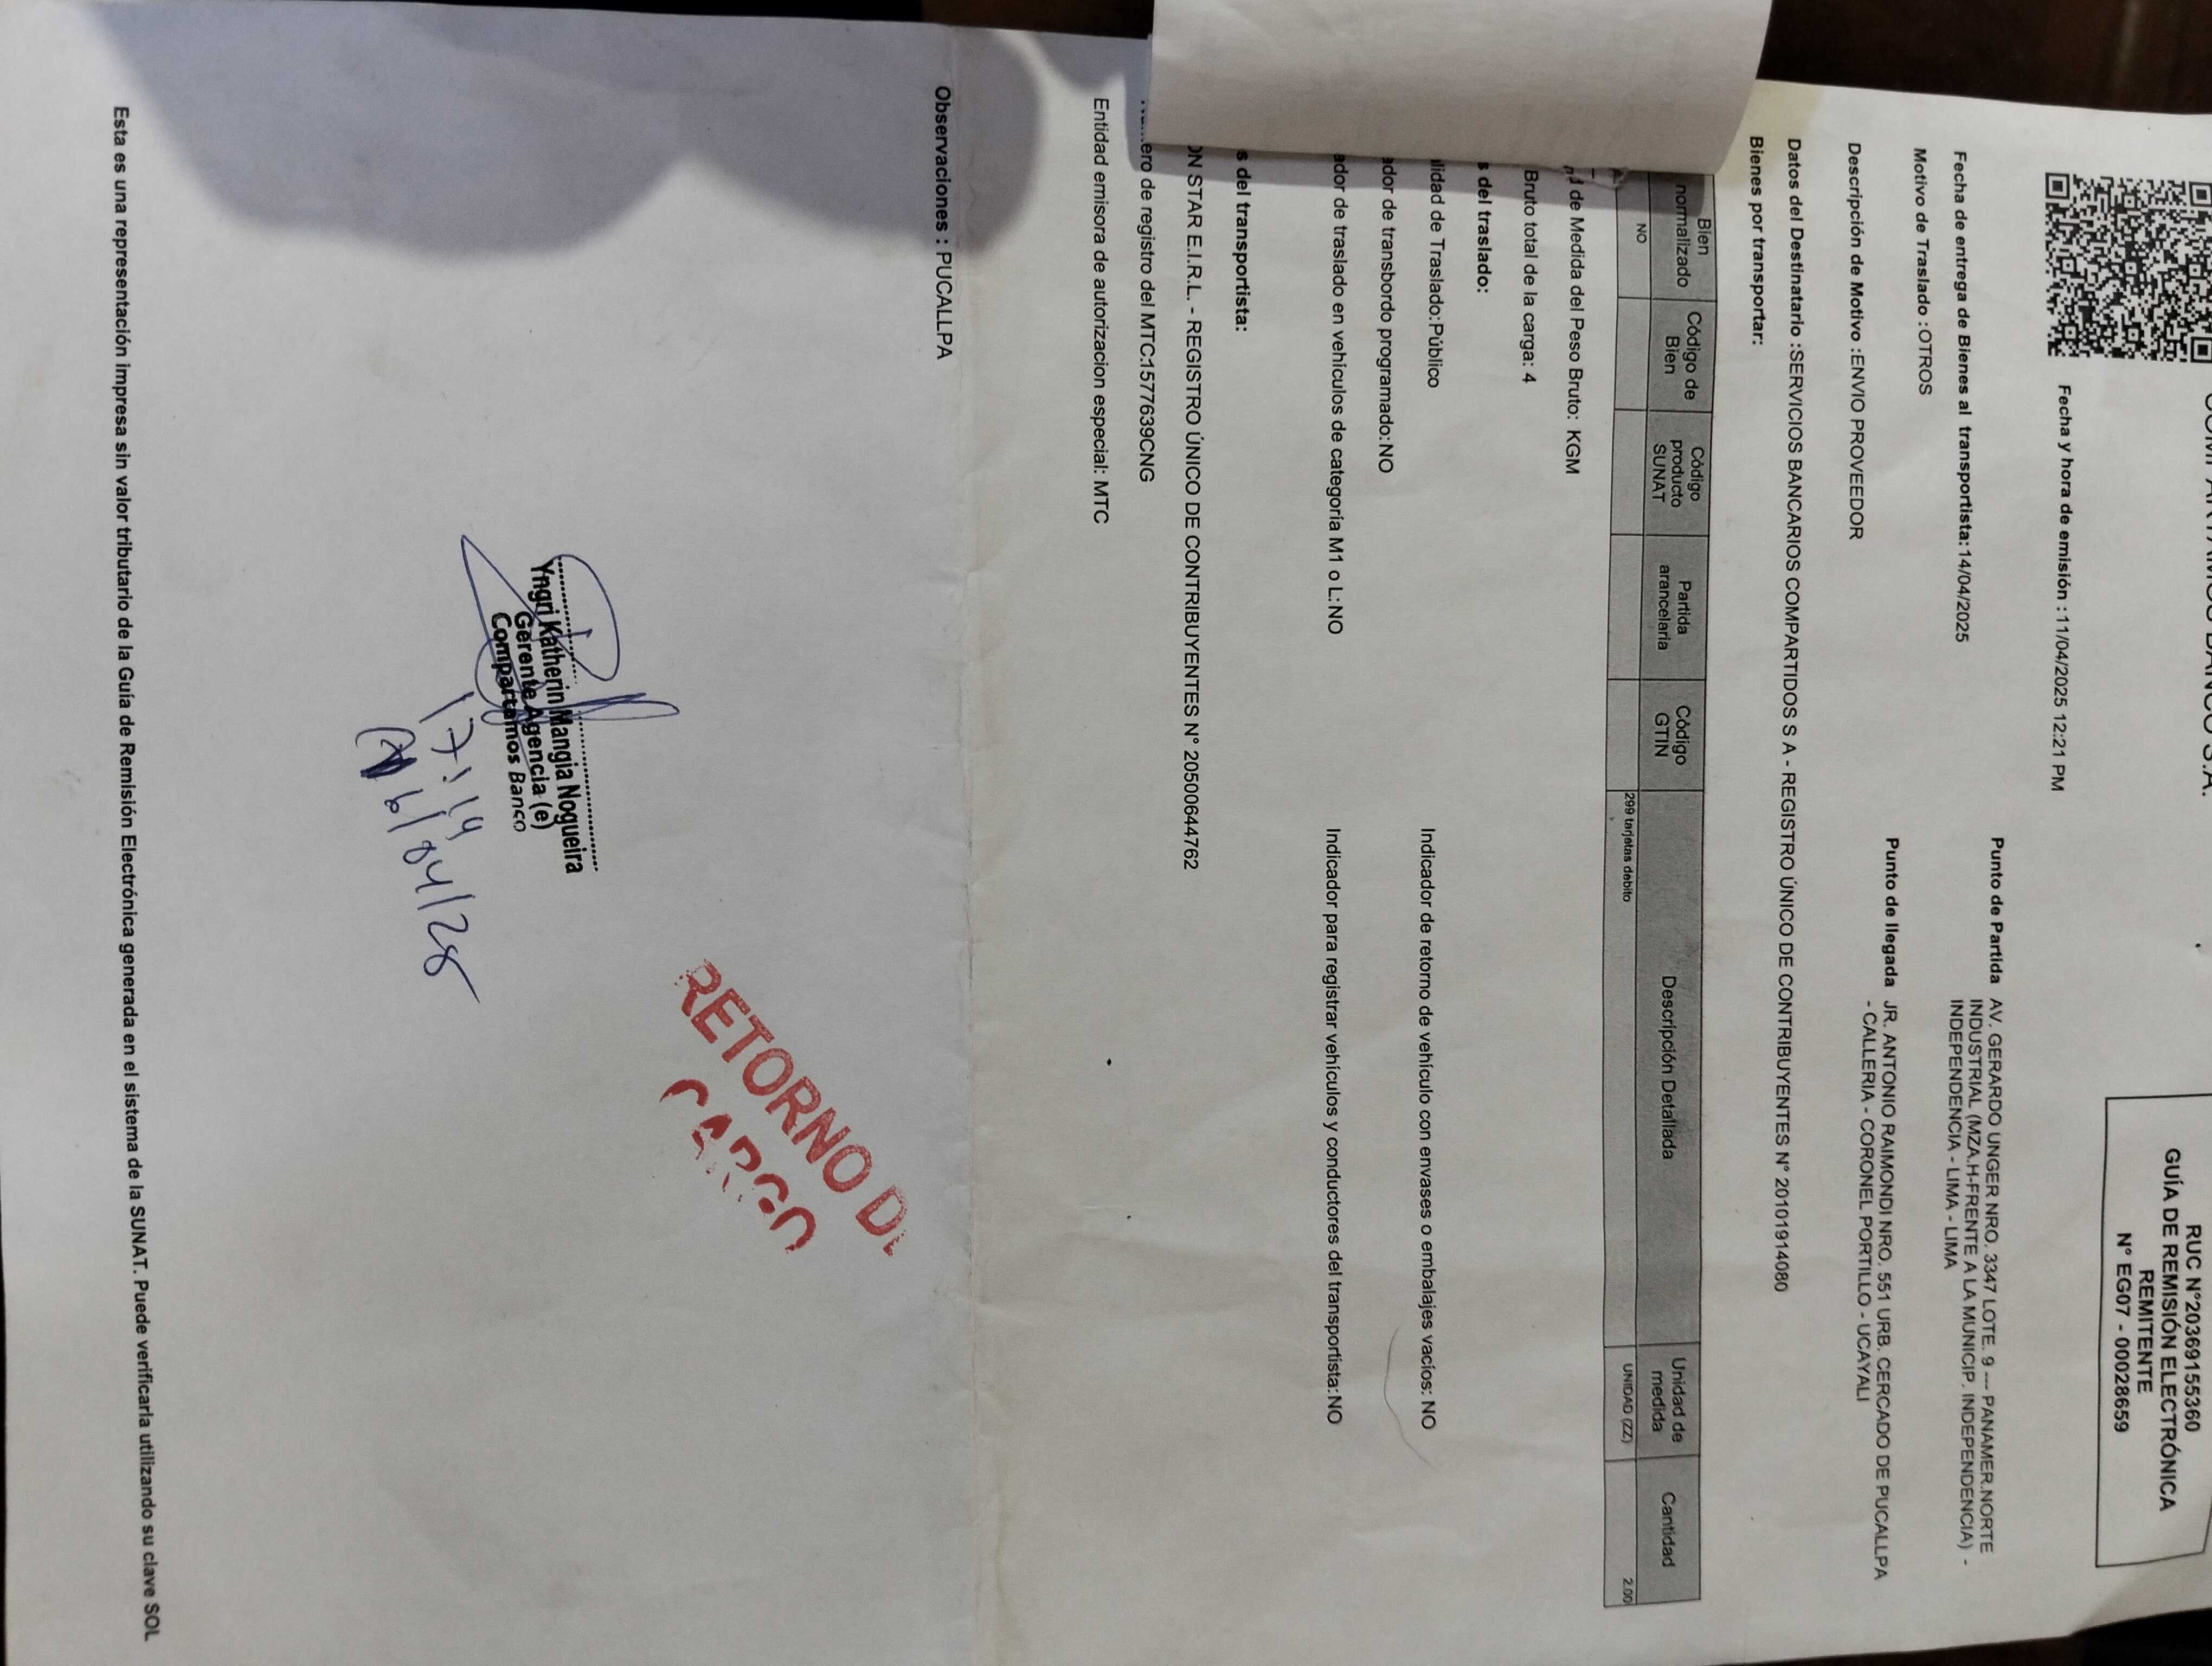 COMPARTAMOS BANCO S.A.
RUC N°20369155360
GUÍA DE REMISIÓN ELECTRÓNICA
REMITENTE
N° EG07 - 00028659
Fecha y hora de emisión : 11/04/2025 12:21 PM
Fecha de entrega de Bienes al transportista:14/04/2025
Motivo de Traslado :OTROS
Descripción de Motivo :ENVIO PROVEEDOR
Punto de Partida AV. GERARDO UNGER NRO. 3347 LOTE. 9 --- PANAMER.NORTE
INDUSTRIAL (MZA.H-FRENTE A LA MUNICIP. INDEPENDENCIA) -
INDEPENDENCIA - LIMA - LIMA
Punto de llegada JR. ANTONIO RAIMONDI NRO. 551 URB. CERCADO DE PUCALLPA
- CALLERIA - CORONEL PORTILLO - UCAYALI
Datos del Destinatario :SERVICIOS BANCARIOS COMPARTIDOS S A - REGISTRO ÚNICO DE CONTRIBUYENTES N° 20101914080
Bienes por transportar:
Bien normalizado Código de Bien Código producto SUNAT Partida arancelaria Código GTIN Descripción Detallada Unidad de medida Cantidad
NO 299 tarjetas debito UNIDAD (ZZ) 2.00
d de Medida del Peso Bruto: KGM
Bruto total de la carga: 4
s del traslado:
lidad de Traslado:Público
Indicador de retorno de vehículo con envases o embalajes vacíos: NO
ador de transbordo programado:NO
ador de traslado en vehículos de categoría M1 o L:NO
Indicador para registrar vehículos y conductores del transportista:NO
s del transportista:
ON STAR E.I.R.L. - REGISTRO ÚNICO DE CONTRIBUYENTES N° 20500644762
ero de registro del MTC:1577639CNG
Entidad emisora de autorizacion especial: MTC
Observaciones : PUCALLPA
RETORNO DE
CARGO
Yngri Katherin Mangia Noqueira
Gerente Agencia (e)
Compartamos Banco
17:14
Esta es una representación impresa sin valor tributario de la Guía de Remisión Electrónica generada en el sistema de la SUNAT. Puede verificarla utilizando su clave SOL